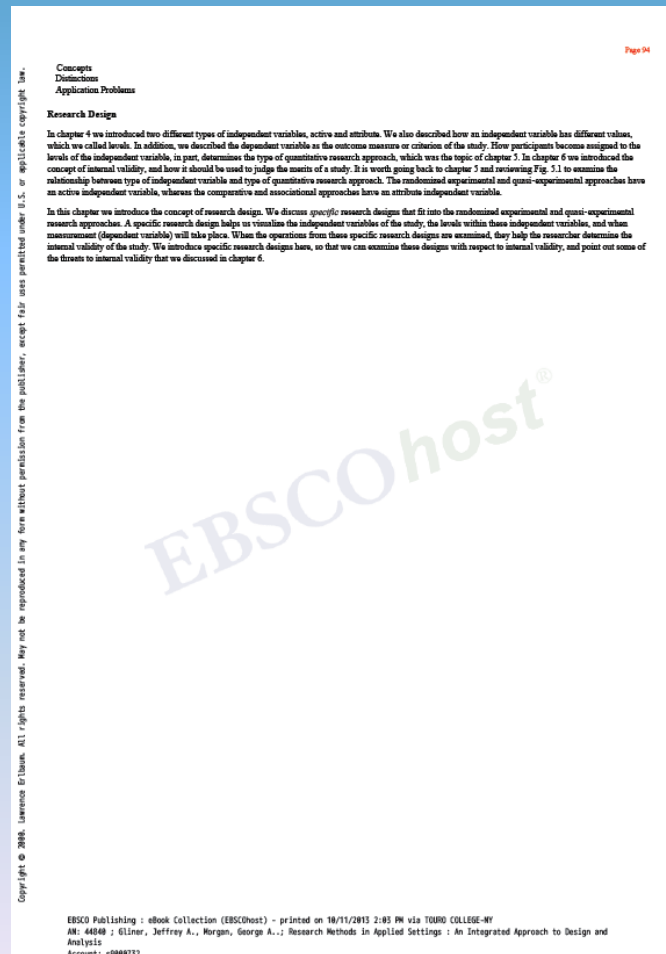 Page 94
Concepts
Distinctions
Application Problems
Research Design
In chapter 4 we introduced two different types of independent variables, active and attribute. We also described how an independent variable has different values,
which we called levels. In addition, we described the dependent variable as the outcome measure or criterion of the study. How participants become assigned to the
levels of the independent variable, in part, determines the type of quantitative research approach, which was the topic of chapter 5. In chapter 6 we introduced the
concept of internal validity, and how it should be used to judge the merits of a study. It is worth going back to chapter 5 and reviewing Fig. 5.1 to examine the
relationship between type of independent variable and type of quantitative research approach. The randomized experimental and quasi-experimental approaches have
an active independent variable, whereas the comparative and associational approaches have an attribute independent variable.
In this chapter we introduce the concept of research design. We discuss specific research designs that fit into the randomized experimental and quasi-experimental
research approaches. A specific research design helps us visualize the independent variables of the study, the levels within these independent variables, and when
measurement (dependent variable) will take place. When the operations from these specific research designs are examined, they help the researcher determine the
internal validity of the study. We introduce specific research designs here, so that we can examine these designs with respect to internal validity, and point out some of
the threats to internal validity that we discussed in chapter 6.
EBSCOhost®
Copyright © 2000. Lawrence Erlbaum. All rights reserved. May not be reproduced in any form without permission from the publisher, except fair uses permitted under U.S. or applicable copyright law.
EBSCO Publishing : eBook Collection (EBSCOhost) - printed on 10/11/2013 2:03 PM via TOURO COLLEGE-NY
AN: 44840 ; Gliner, Jeffrey A., Morgan, George A..; Research Methods in Applied Settings : An Integrated Approach to Design and
Analysis
Account: s9009732